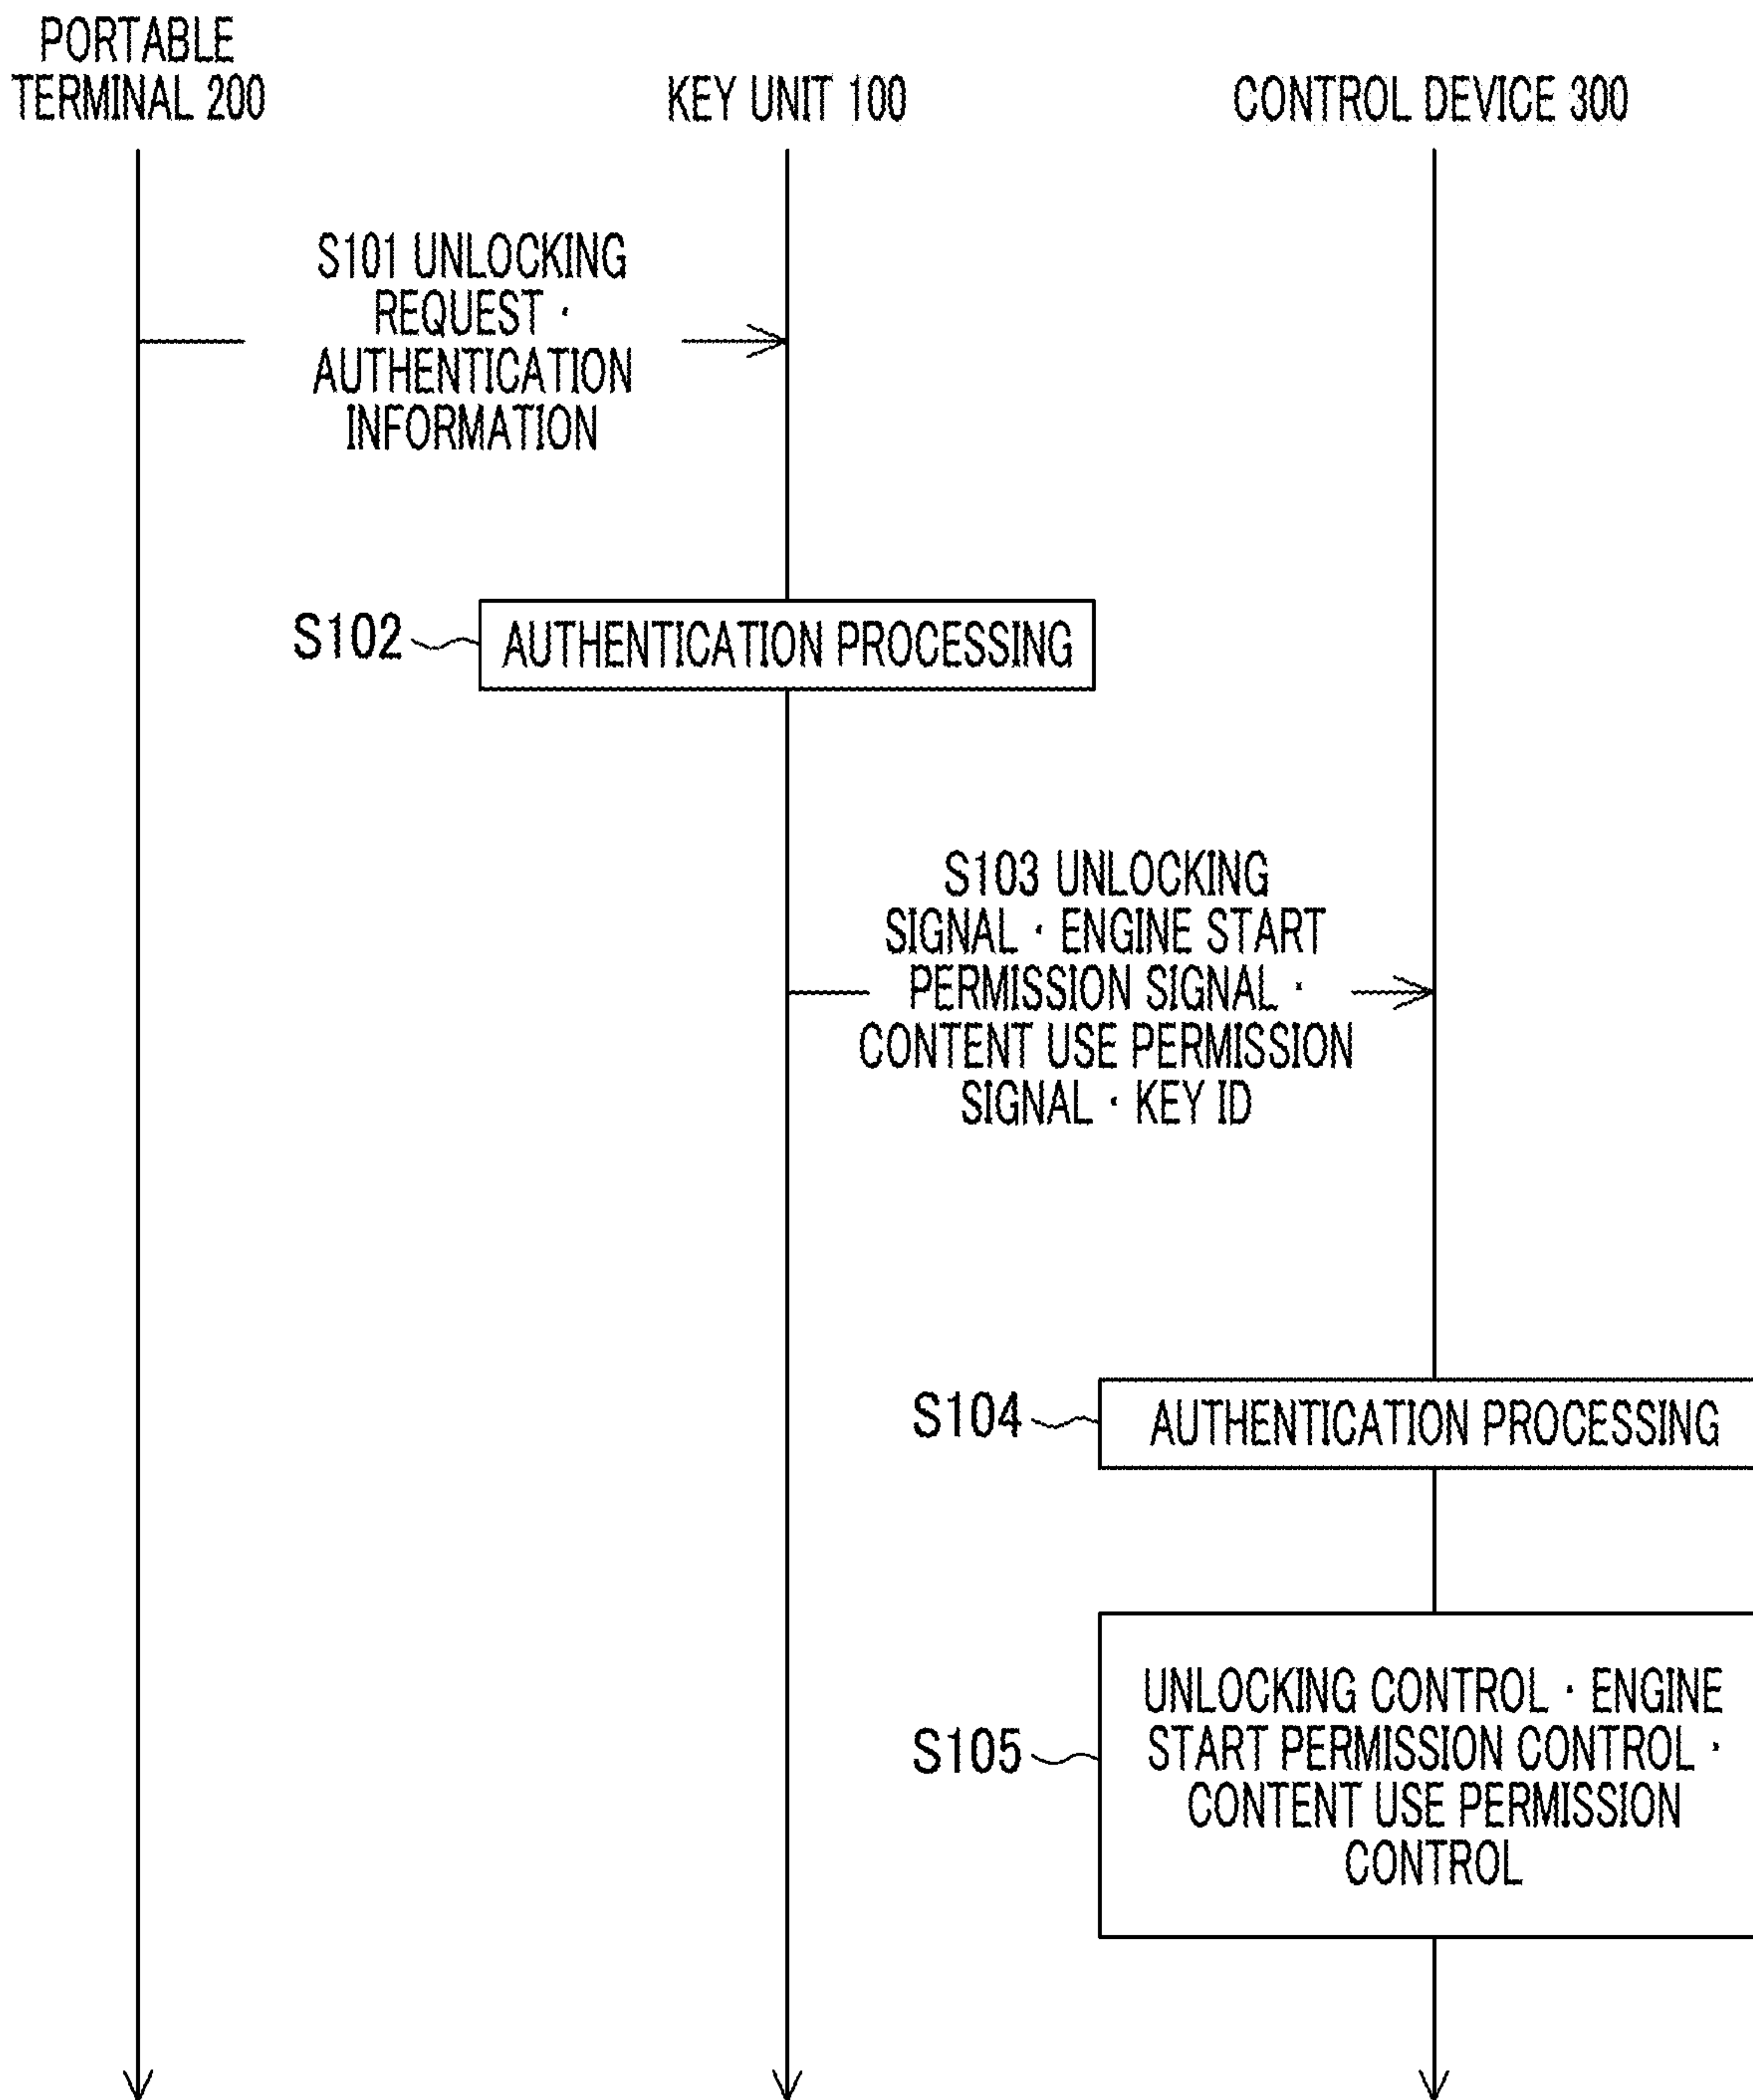 PORTABLE
TERMINAL 200
KEY UNIT 100
CONTROL DEVICE 300
S101 UNLOCKING
REQUEST ·
AUTHENTICATION
INFORMATION
S102
AUTHENTICATION PROCESSING
S103 UNLOCKING
SIGNAL · ENGINE START
PERMISSION SIGNAL ·
CONTENT USE PERMISSION
SIGNAL · KEY ID
S104
AUTHENTICATION PROCESSING
S105
UNLOCKING CONTROL · ENGINE
START PERMISSION CONTROL ·
CONTENT USE PERMISSION
CONTROL